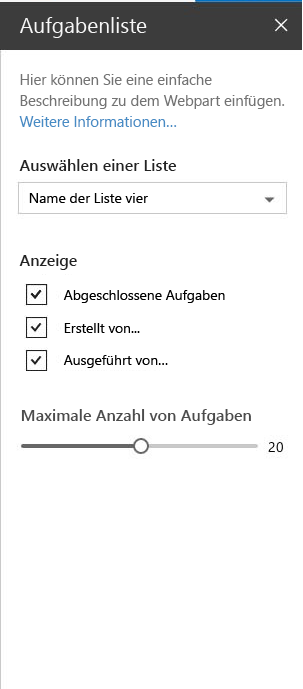 Aufgabenliste
Hier können Sie eine einfache
Beschreibung zu dem Webpart einfügen.
Weitere Informationen...
Auswählen einer Liste
Name der Liste vier
Anzeige
Abgeschlossene Aufgaben
Erstellt von...
Ausgeführt von...
Maximale Anzahl von Aufgaben
20